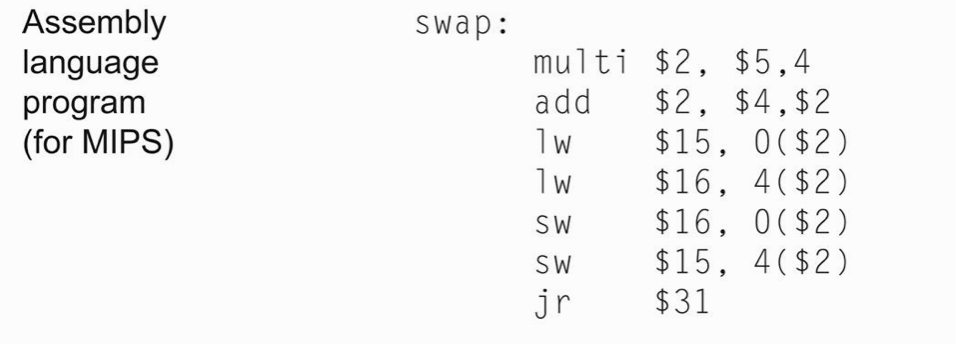 Assembly
language
program
(for MIPS)
swap:
multi $2, $5,4
add $2, $4,$2
lw $15, 0($2)
lw $16, 4($2)
sw $16, 0($2)
sw $15, 4($2)
jr $31